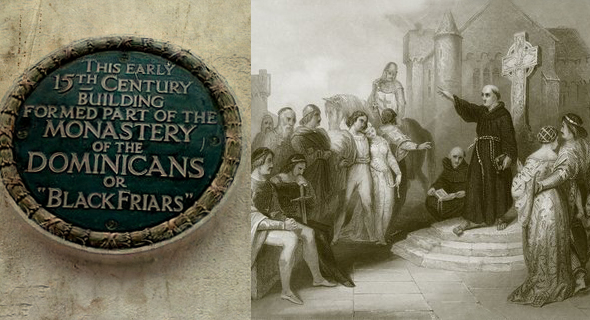 THIS EARLY
15TH CENTURY
BUILDING
FORMED PART OF THE
MONASTERY
OF THE
DOMINICANS
OR
"BLACK FRIARS"